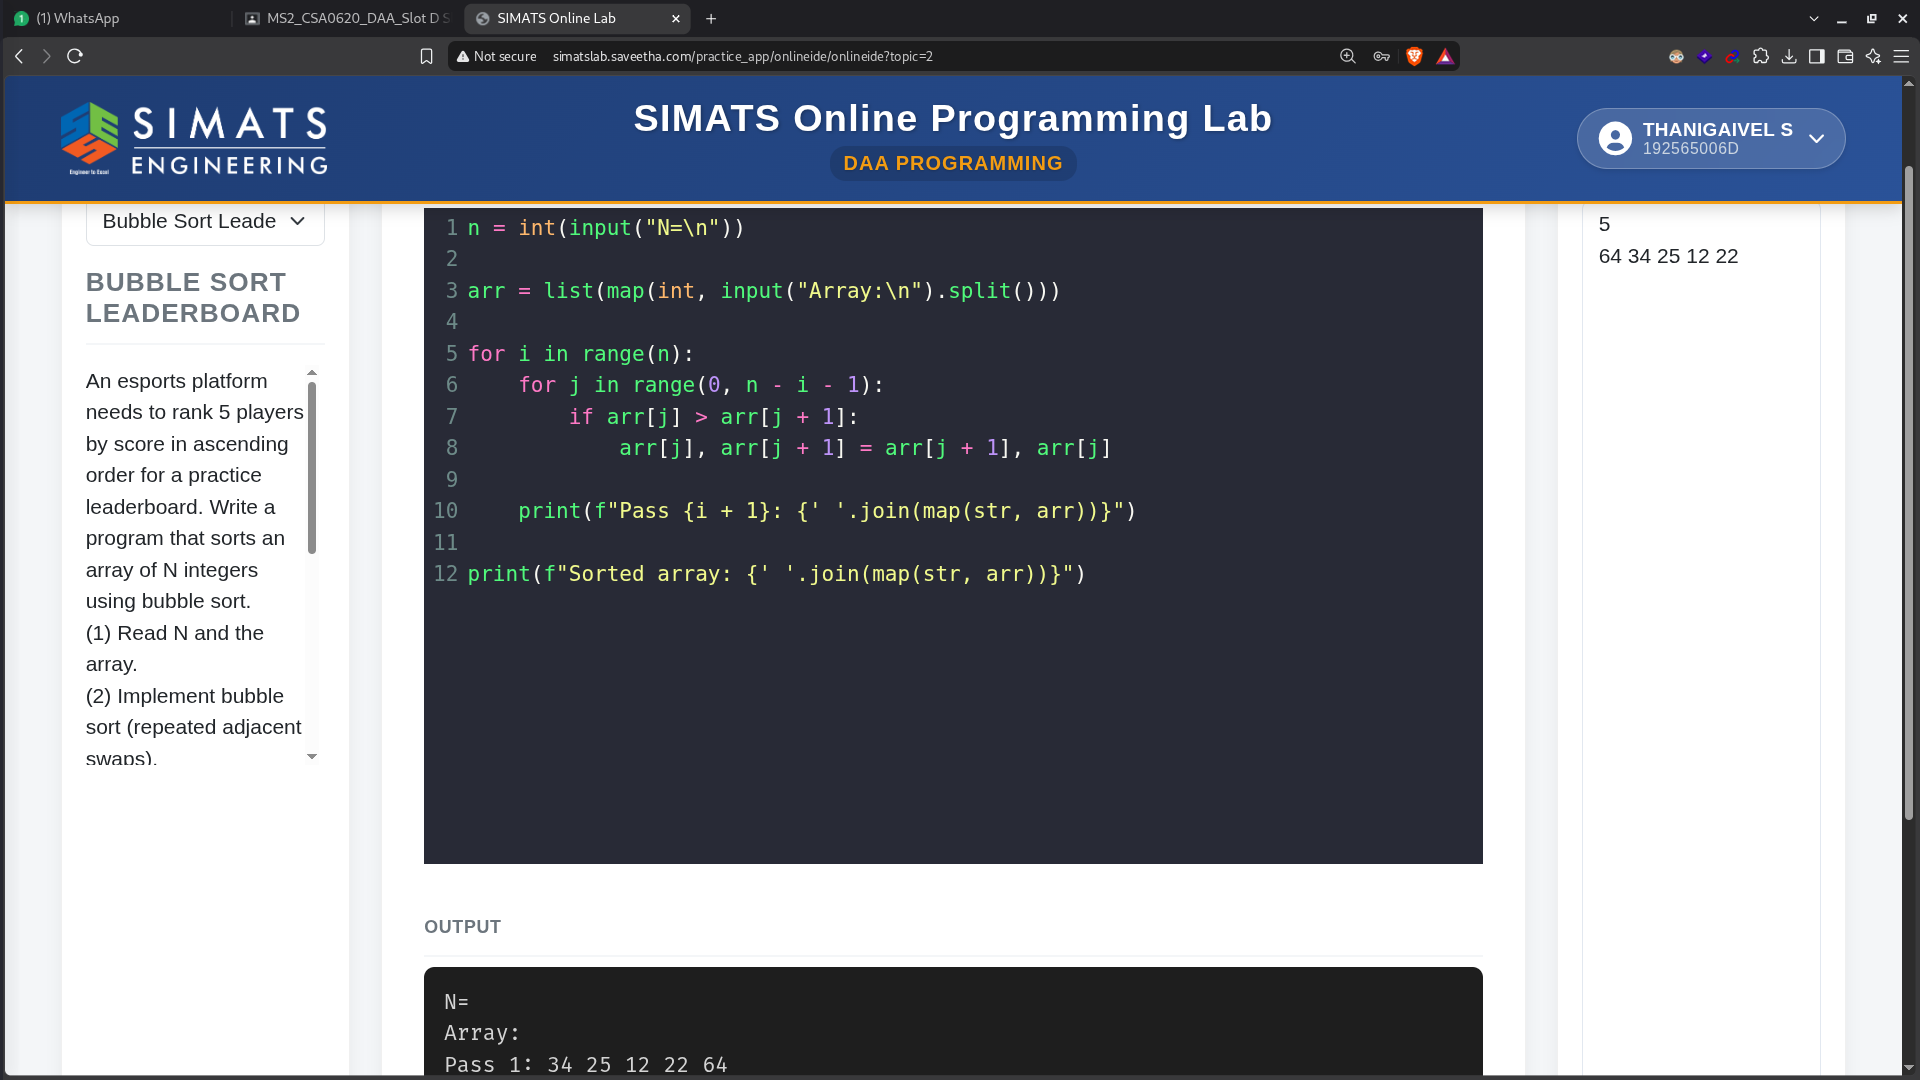 (1) WhatsApp
MS2_CSA0620_DAA_Slot D
SIMATS Online Lab
Not secure simatslab.saveetha.com/practice_app/onlineide/onlineide?topic=2
SIMATS
ENGINEERING
Engineer to Excel
SIMATS Online Programming Lab
DAA PROGRAMMING
THANIGAIVEL S
192565006D
Bubble Sort Leade
BUBBLE SORT
LEADERBOARD
An esports platform
needs to rank 5 players
by score in ascending
order for a practice
leaderboard. Write a
program that sorts an
array of N integers
using bubble sort.
(1) Read N and the
array.
(2) Implement bubble
sort (repeated adjacent
swaps).
1 n = int(input("N=\n"))
2
3 arr = list(map(int, input("Array:\n").split()))
4
5 for i in range(n):
6     for j in range(0, n - i - 1):
7         if arr[j] > arr[j + 1]:
8             arr[j], arr[j + 1] = arr[j + 1], arr[j]
9
10     print(f"Pass {i + 1}: {' '.join(map(str, arr))}")
11
12 print(f"Sorted array: {' '.join(map(str, arr))}")
OUTPUT
N=
Array:
Pass 1: 34 25 12 22 64
5
64 34 25 12 22